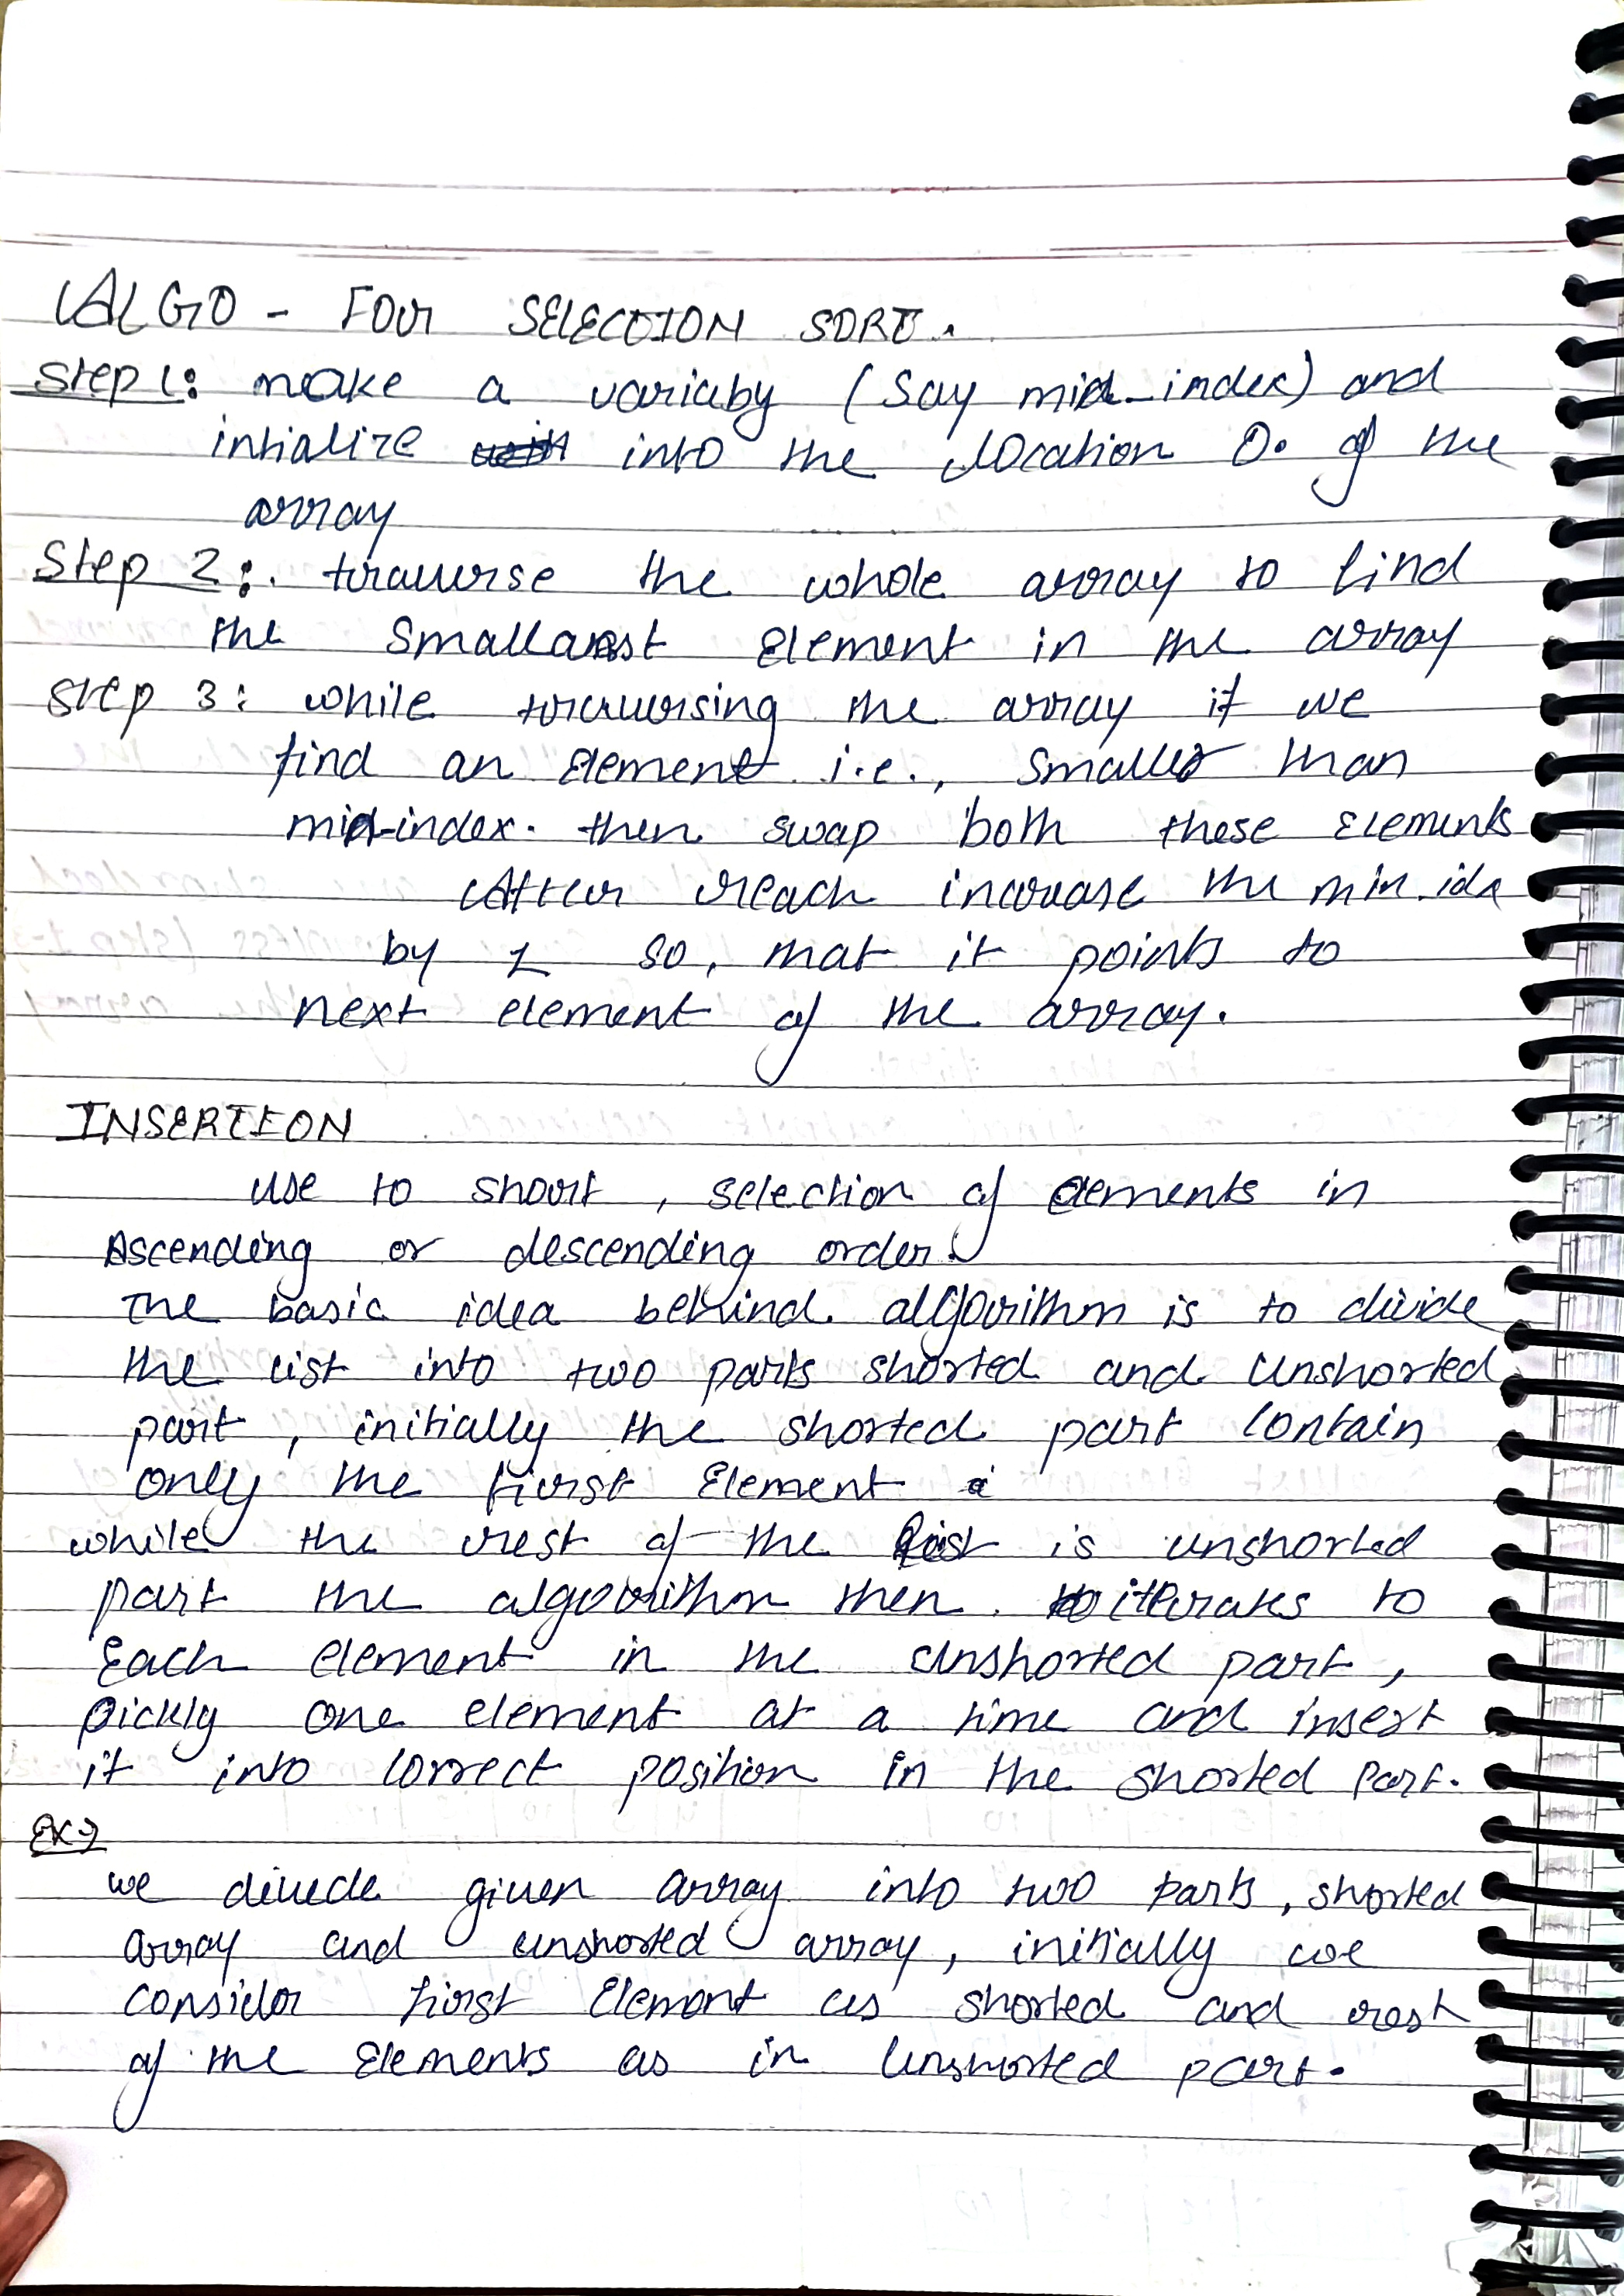 ALGO - FOUR SELECTION SORT.
Step 1: make a variaby (Say mid_index) and
intialize into the location 0. of the
array
Step 2:. traverse the whole array to find
the Smallarest Element in the array
Step 3: while traversing the array if we
find an Element i.e., smaller than
mid-index. then swap both these Elements
After reach increase the min_idx
by 1 so, that it points to
next element of the array.
INSERTION
Use to short, selection of elements in
Ascending or descending order.
The basic idea behind algorithm is to divide
the list into two parts shorted and Unshorted
part, initially the shorted part contain
only the first Element
while the rest of the list is unshorted
part the algorithm then iterates to
Each element in the Unshorted part,
pickly one element at a time and insert
it into correct position in the shorted part.
Ex→
we divede given array into two parts, shorted
array and unshorted array, initially we
consider first Element as shorted and rest
of the Elements as in Unshorted part.